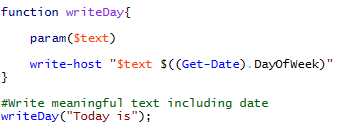 function writeDay{
param($text)
write-host "$text $((Get-Date).DayOfWeek)"
}
#Write meaningful text including date
writeDay("Today is");